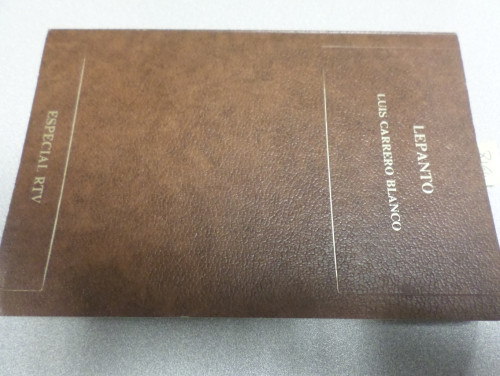 LEPANTO
LUIS CARRERO BLANCO
ESPECIAL RTV